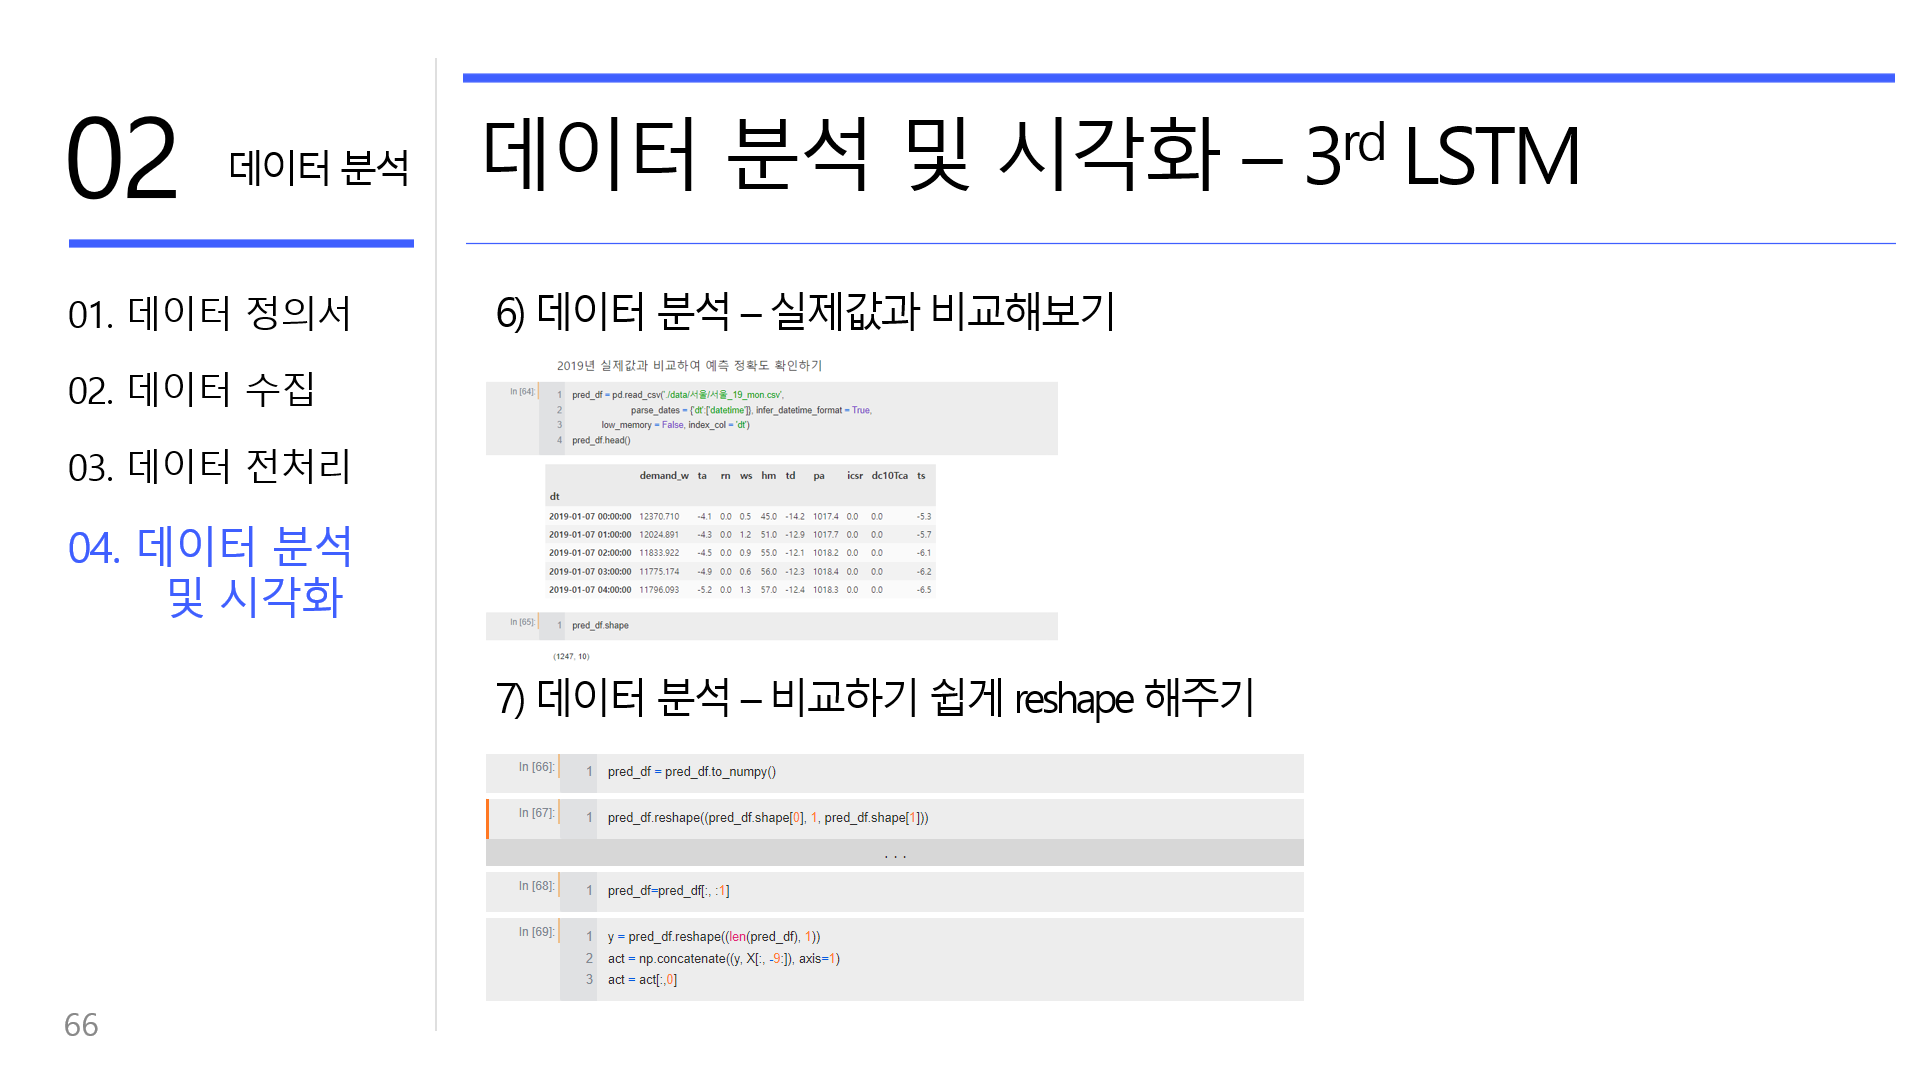 02 데이터 분석
01. 데이터 정의서
02. 데이터 수집
03. 데이터 전처리
04. 데이터 분석
및 시각화
66
데이터 분석 및 시각화 – 3rd LSTM
6) 데이터 분석 – 실제값과 비교해보기
2019년 실제값과 비교하여 예측 정확도 확인하기
In [64]: 1 pred_df = pd.read_csv('./data/서울/서울_19_mon.csv',
2 parse_dates = {'dt':['datetime']}, infer_datetime_format = True,
3 low_memory = False, index_col = 'dt')
4 pred_df.head()
demand_w ta rn ws hm td pa icsr dc10Tca ts
dt
2019-01-07 00:00:00 12370.710 -4.1 0.0 0.5 45.0 -14.2 1017.4 0.0 0.0 -5.3
2019-01-07 01:00:00 12024.891 -4.3 0.0 1.2 51.0 -12.9 1017.7 0.0 0.0 -5.7
2019-01-07 02:00:00 11833.922 -4.5 0.0 0.9 55.0 -12.1 1018.2 0.0 0.0 -6.1
2019-01-07 03:00:00 11775.174 -4.9 0.0 0.6 56.0 -12.3 1018.4 0.0 0.0 -6.2
2019-01-07 04:00:00 11796.093 -5.2 0.0 1.3 57.0 -12.4 1018.3 0.0 0.0 -6.5
In [65]: 1 pred_df.shape
(1247, 10)
7) 데이터 분석 – 비교하기 쉽게 reshape 해주기
In [66]: 1 pred_df = pred_df.to_numpy()
In [67]: 1 pred_df.reshape((pred_df.shape[0], 1, pred_df.shape[1]))
...
In [68]: 1 pred_df=pred_df[:, :1]
In [69]: 1 y = pred_df.reshape((len(pred_df), 1))
2 act = np.concatenate((y, X[:, -9:]), axis=1)
3 act = act[:,0]